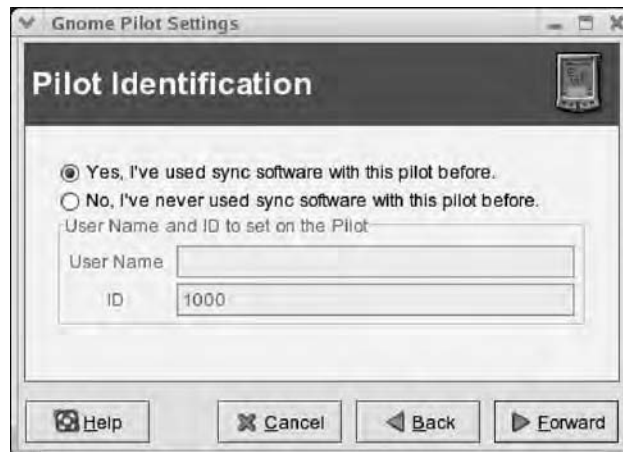 Gnome Pilot Settings
Pilot Identification
Yes, I've used sync software with this pilot before.
No, I've never used sync software with this pilot before.
User Name and ID to set on the Pilot
User Name
ID 1000
Help Cancel Back Forward